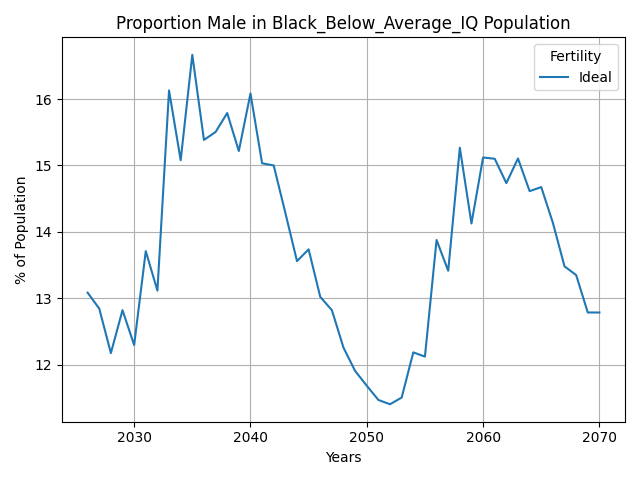 Proportion Male in Black_Below_Average_IQ Population
Fertility
Ideal
% of Population
16
15
14
13
12
2030 2040 2050 2060 2070
Years